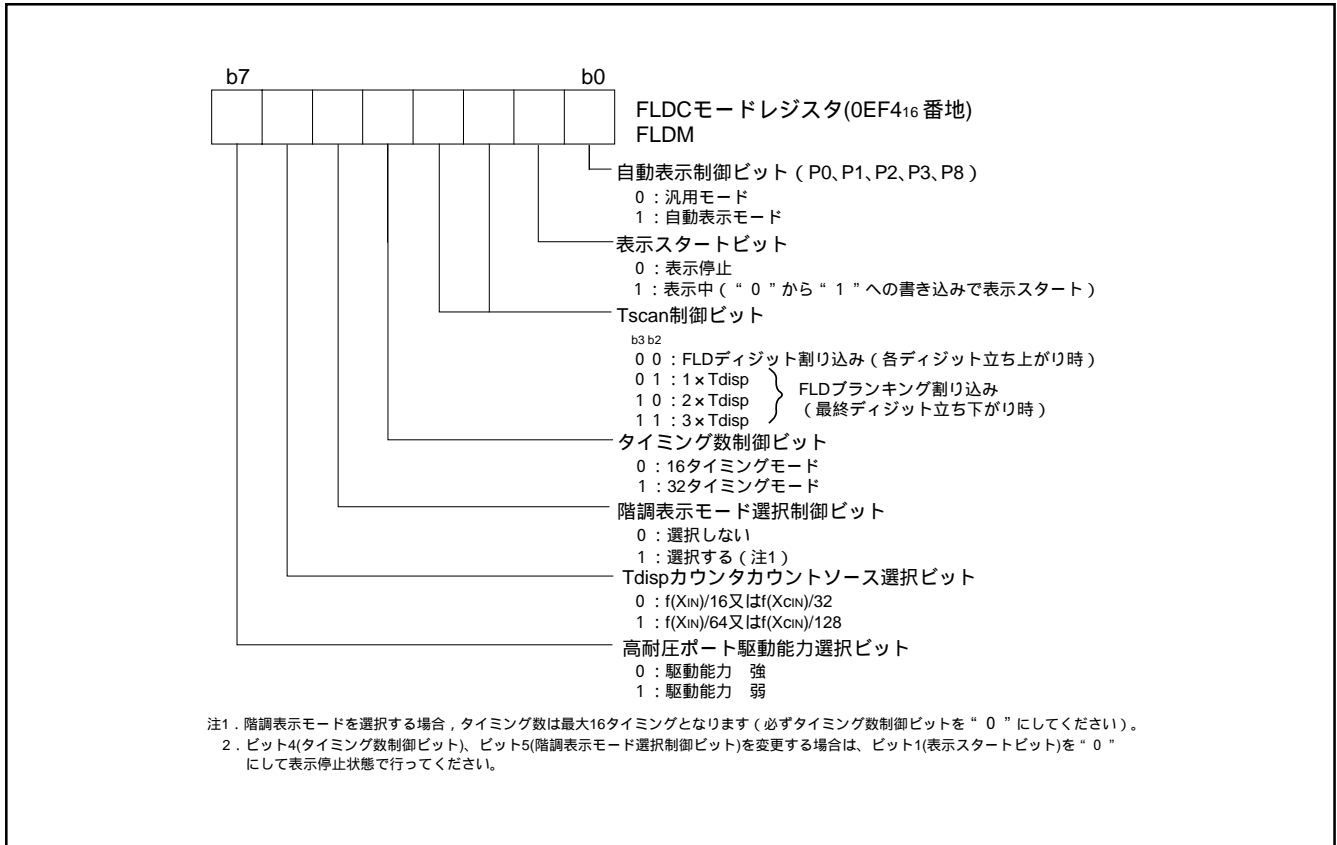 b7 b0
FLDCモードレジスタ(0EF416 番地)
FLDM
自動表示制御ビット(P0、P1、P2、P3、P8)
0:汎用モード
1:自動表示モード
表示スタートビット
0:表示停止
1:表示中(“0”から“1”への書き込みで表示スタート)
Tscan制御ビット
b3 b2
0 0:FLDディジット割り込み(各ディジット立ち上がり時)
0 1:1×Tdisp
1 0:2×Tdisp
1 1:3×Tdisp
FLDブランキング割り込み
(最終ディジット立ち下がり時)
タイミング数制御ビット
0:16タイミングモード
1:32タイミングモード
階調表示モード選択制御ビット
0:選択しない
1:選択する(注1)
Tdispカウンタカウントソース選択ビット
0:f(XIN)/16又はf(XCIN)/32
1:f(XIN)/64又はf(XCIN)/128
高耐圧ポート駆動能力選択ビット
0:駆動能力 強
1:駆動能力 弱
注1.階調表示モードを選択する場合,タイミング数は最大16タイミングとなります(必ずタイミング数制御ビットを“0”にしてください)。
2.ビット4(タイミング数制御ビット)、ビット5(階調表示モード選択制御ビット)を変更する場合は、ビット1(表示スタートビット)を“0”
にして表示停止状態で行ってください。